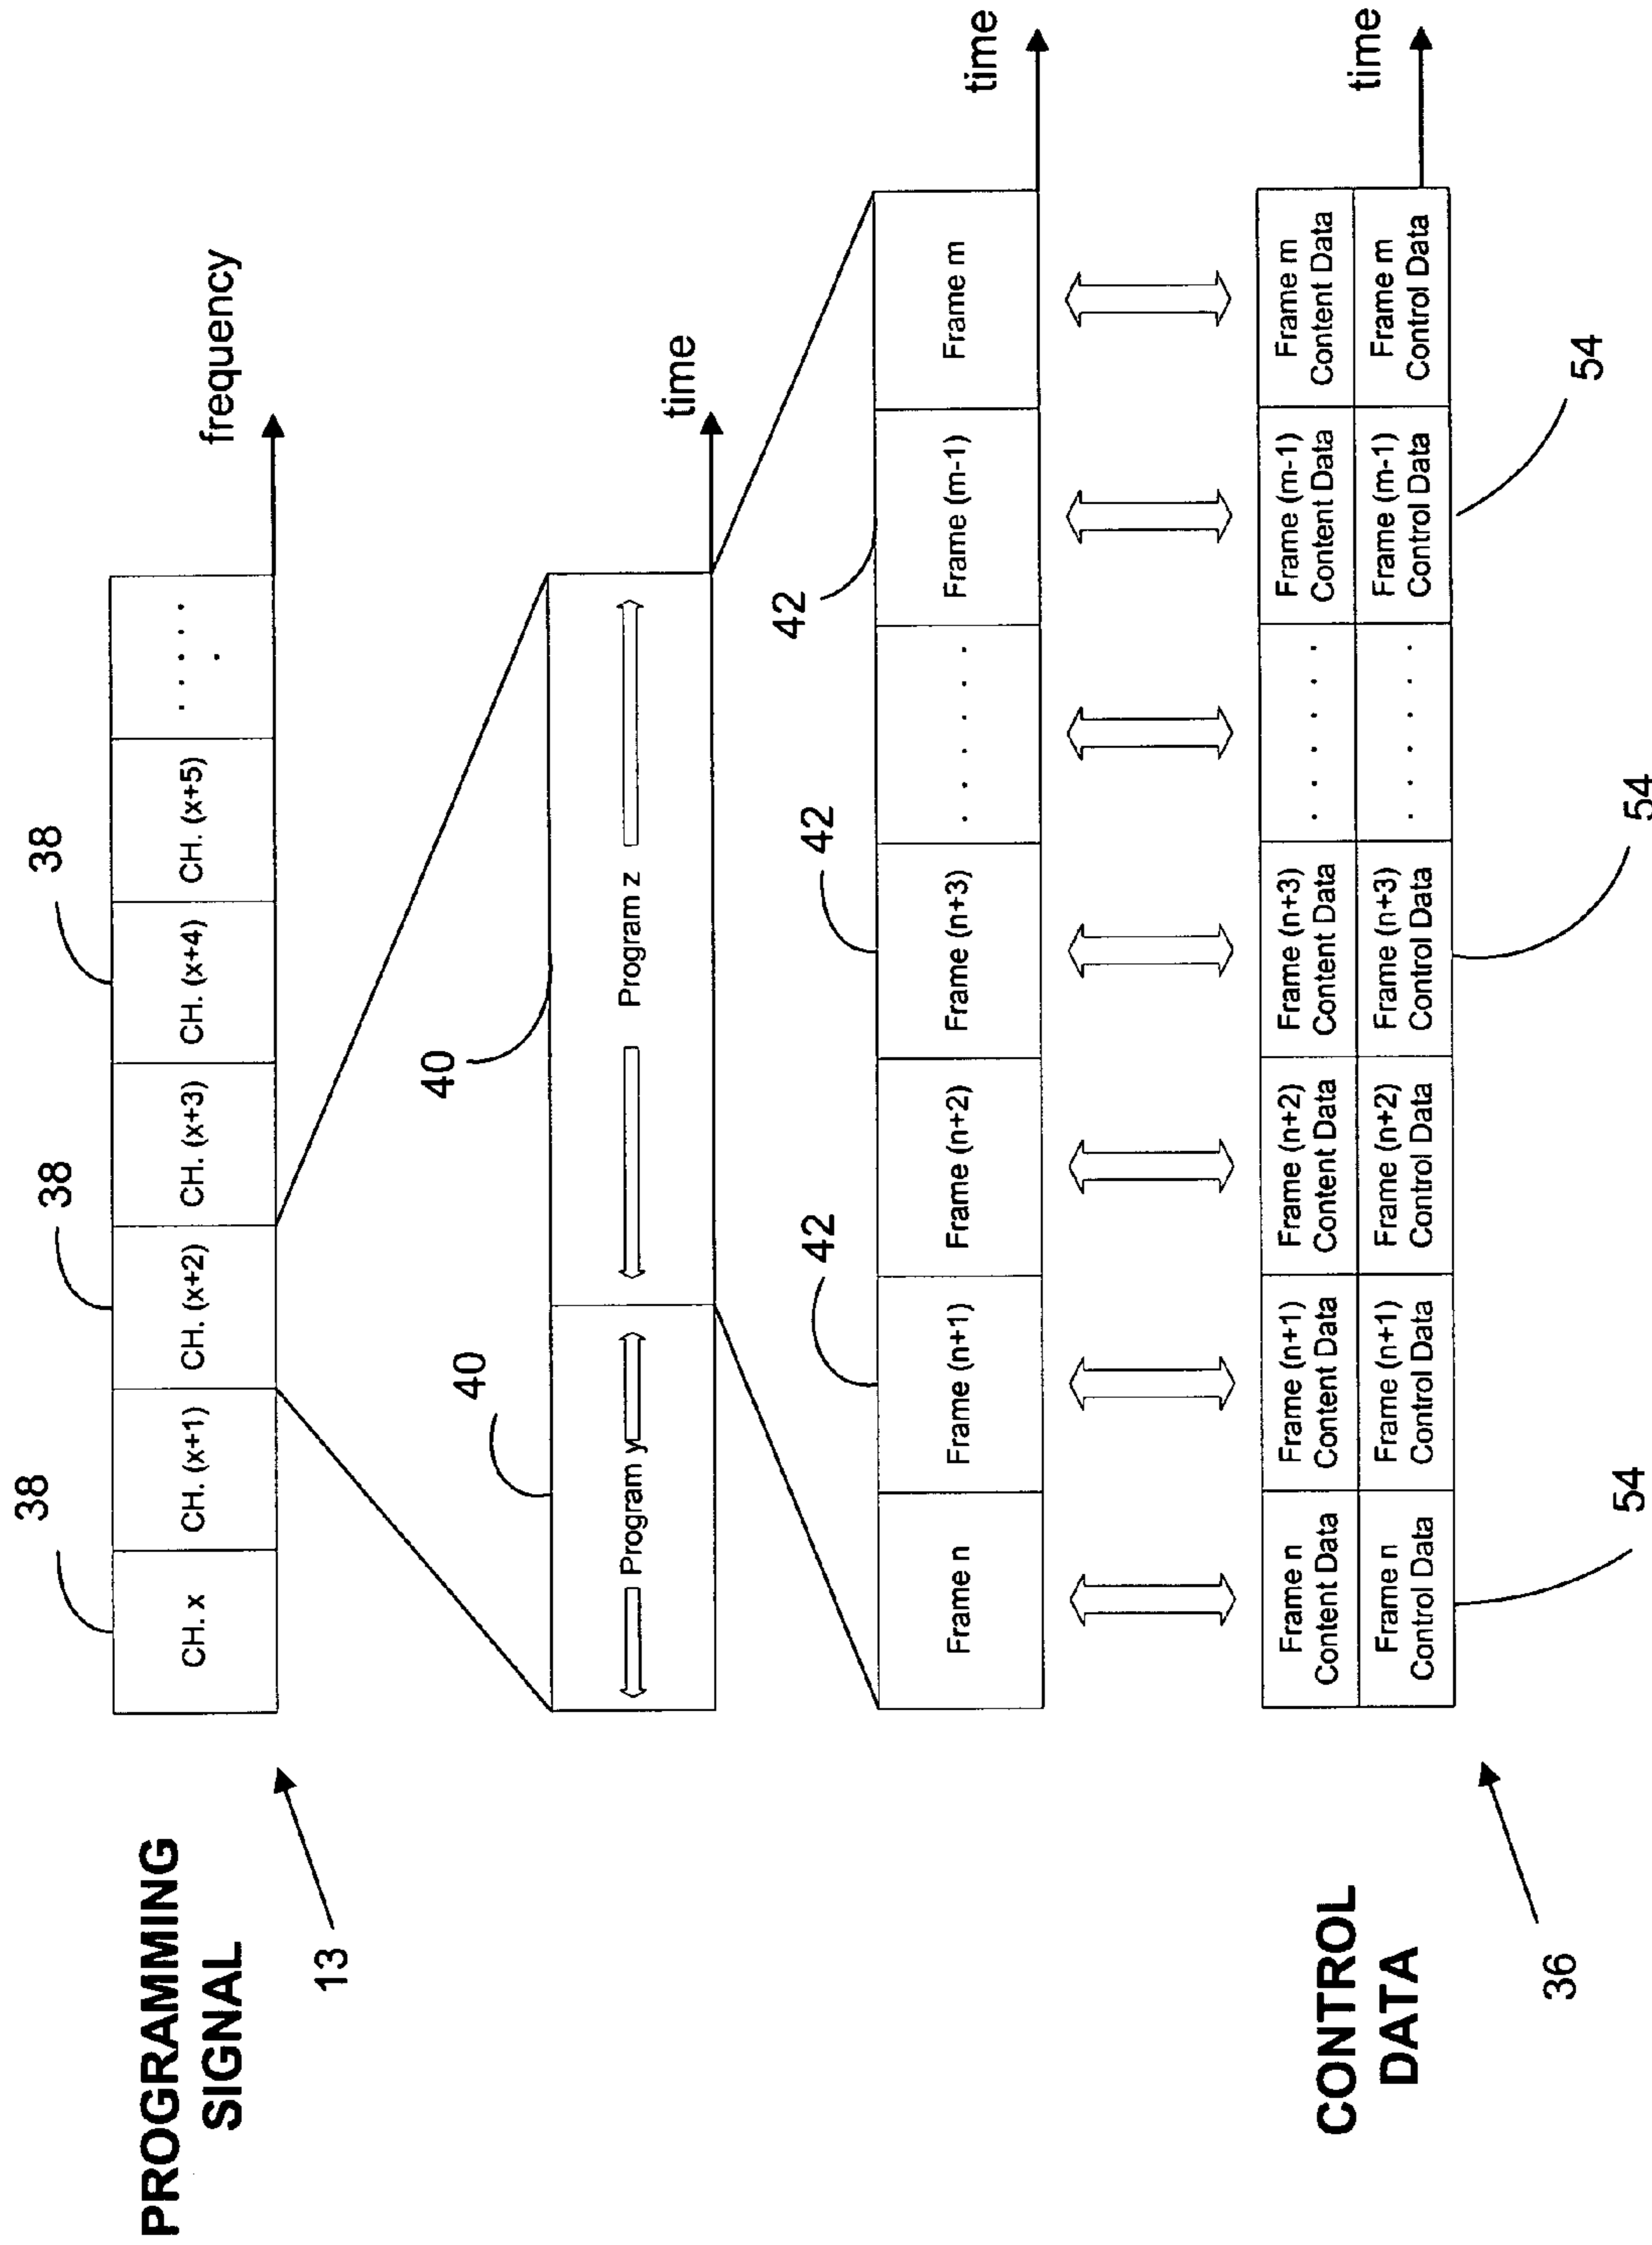 PROGRAMMING
SIGNAL
13
38
38
38
CH. x
CH. (x+1)
CH. (x+2)
CH. (x+3)
CH. (x+4)
CH. (x+5)
. . . . . .
frequency
40
40
Program y
Program z
time
42
42
42
Frame n
Frame (n+1)
Frame (n+2)
Frame (n+3)
. . . . . .
Frame (m-1)
Frame m
time
CONTROL
DATA
36
Frame n
Content Data
Frame (n+1)
Content Data
Frame (n+2)
Content Data
Frame (n+3)
Content Data
. . . . . .
Frame (m-1)
Content Data
Frame m
Content Data
Frame n
Control Data
Frame (n+1)
Control Data
Frame (n+2)
Control Data
Frame (n+3)
Control Data
. . . . . .
Frame (m-1)
Control Data
Frame m
Control Data
time
54
54
54